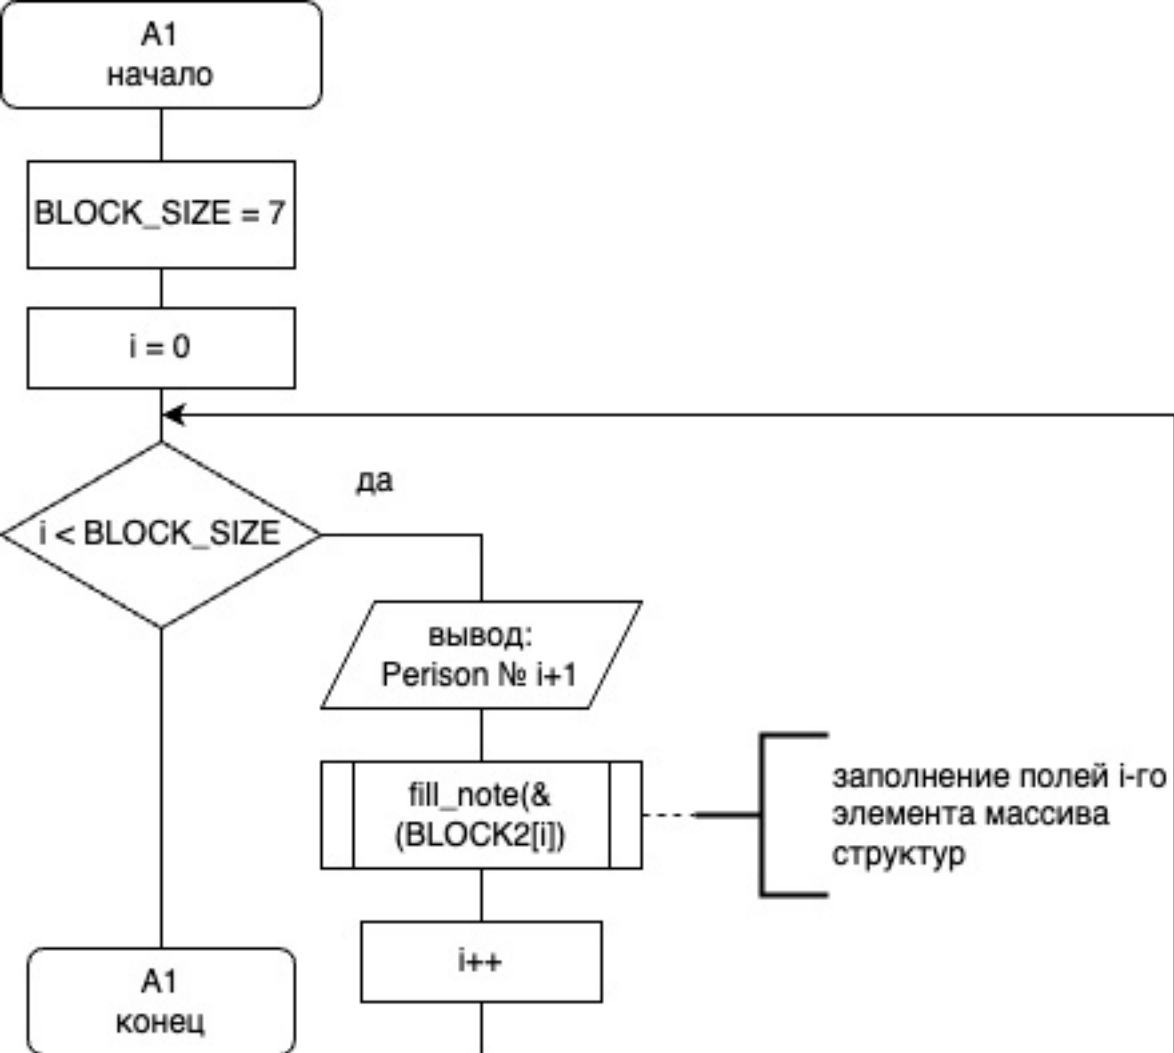 A1
начало
BLOCK_SIZE = 7
i = 0
да
i < BLOCK_SIZE
вывод:
Perison № i+1
fill_note(&
(BLOCK2[i])
заполнение полей i-го
элемента массива
структур
i++
A1
конец